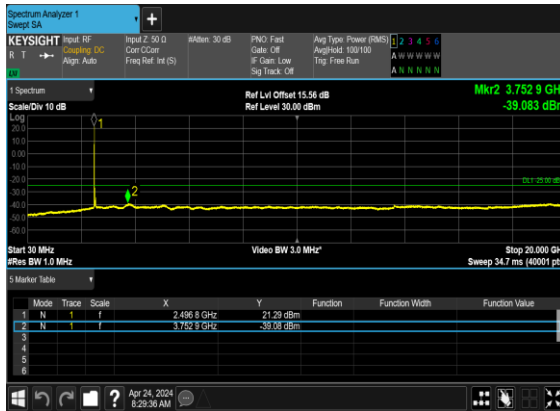 Spectrum Analyzer 1
Swept SA
+
KEYSIGHT Input: RF Input Z: 50 Ω #Atten: 30 dB PNO: Fast Avg Type: Power (RMS) 1 2 3 4 5 6
R T Coupling: DC Corr CCorr Gate: Off Avg|Hold: 100/100 A W W W W W
Align: Auto Freq Ref: Int (S) IF Gain: Low Trig: Free Run
Sig Track: Off A N N N N N
1 Spectrum Ref Lvl Offset 15.56 dB Mkr2 3.752 9 GHz
Scale/Div 10 dB Ref Level 30.00 dBm -39.083 dBm
Log
1
20.0
10.0
0.00
-10.0
-20.0
DL1 -25.00 dB
-30.0
2
-40.0
-50.0
-60.0
Start 30 MHz Video BW 3.0 MHz* Stop 20.000 GHz
#Res BW 1.0 MHz Sweep 34.7 ms (40001 pts
5 Marker Table
Mode Trace Scale X Y Function Function Width Function Value
1 N 1 f 2.496 8 GHz 21.29 dBm
2 N 1 f 3.752 9 GHz -39.08 dBm
3
4
5
6
? Apr 24, 2024
8:29:36 AM